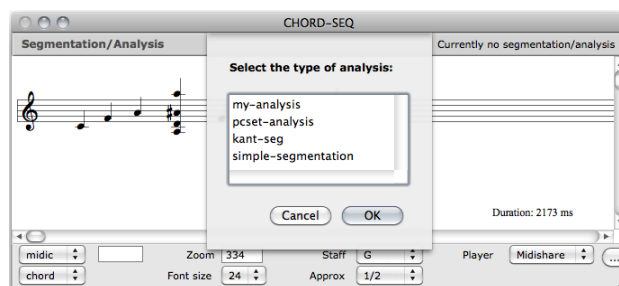 CHORD-SEQ
Segmentation/Analysis
Currently no segmentation/analysis
Select the type of analysis:
my-analysis
pcset-analysis
kant-seg
simple-segmentation
Cancel
OK
Duration: 2173 ms
midic
Zoom
334
Staff
G
Player
Midishare
...
chord
Font size
24
Approx
1/2